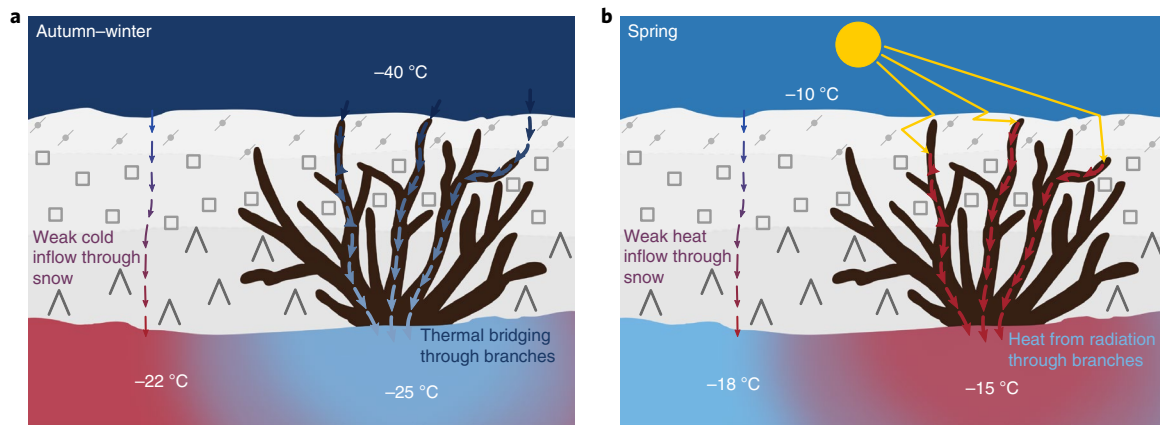 a
Autumn–winter
–40 °C
Weak cold
inflow through
snow
Thermal bridging
through branches
–22 °C
–25 °C
b
Spring
–10 °C
Weak heat
inflow through
snow
Heat from radiation
through branches
–18 °C
–15 °C